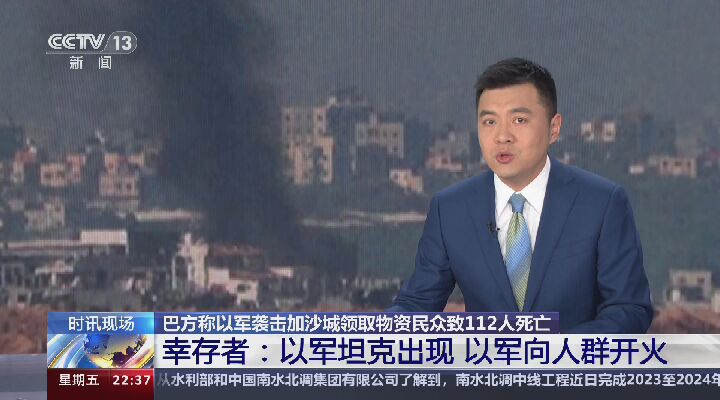 CCTV 13
新闻
时讯现场
巴方称以军袭击加沙城领取物资民众致112人死亡
幸存者：以军坦克出现 以军向人群开火
星期五 22:37
从水利部和中国南水北调集团有限公司了解到，南水北调中线工程近日完成2023至2024年